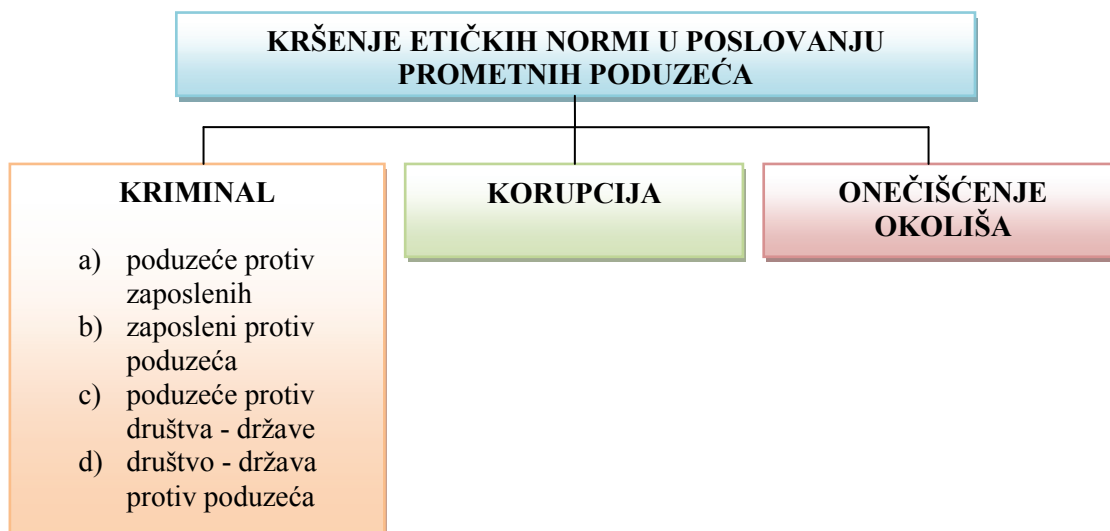 KRŠENJE ETIČKIH NORMI U POSLOVANJU
PROMETNIH PODUZEĆA
KRIMINAL
a) poduzeće protiv
zaposlenih
b) zaposleni protiv
poduzeća
c) poduzeće protiv
društva - države
d) društvo - država
protiv poduzeća
KORUPCIJA
ONEČIŠĆENJE
OKOLIŠA